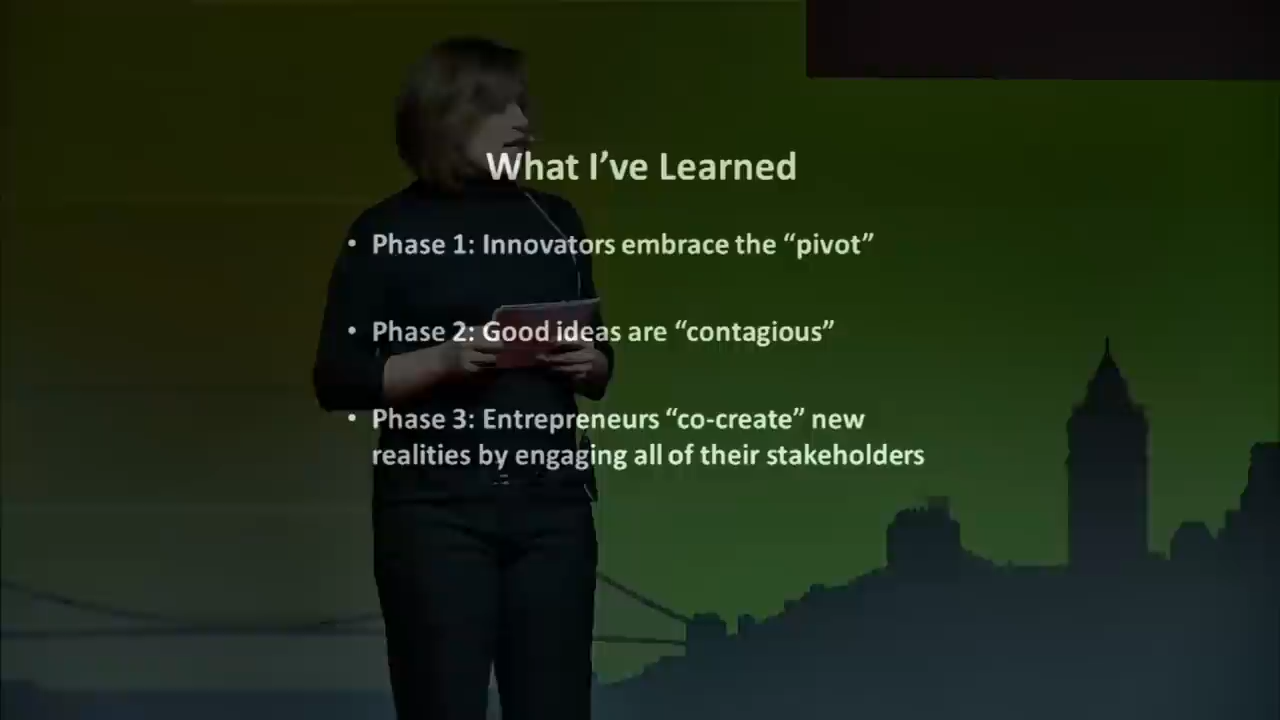 What I’ve Learned
• Phase 1: Innovators embrace the “pivot”
• Phase 2: Good ideas are “contagious”
• Phase 3: Entrepreneurs “co-create” new
realities by engaging all of their stakeholders